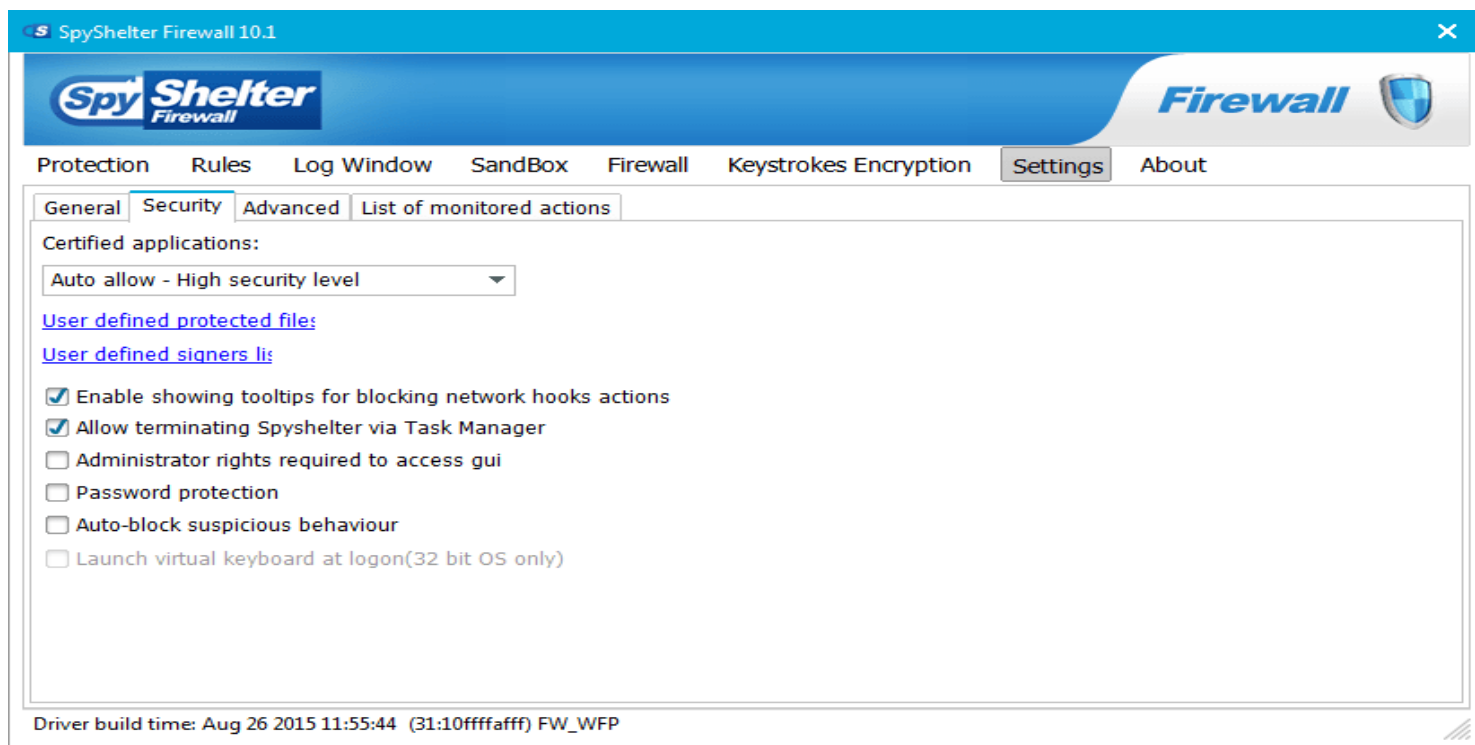 SpyShelter Firewall 10.1
Spy Shelter
Firewall
Firewall
Protection Rules Log Window SandBox Firewall Keystrokes Encryption Settings About
General Security Advanced List of monitored actions
Certified applications:
Auto allow - High security level
User defined protected files
User defined signers lis
Enable showing tooltips for blocking network hooks actions
Allow terminating Spyshelter via Task Manager
Administrator rights required to access gui
Password protection
Auto-block suspicious behaviour
Launch virtual keyboard at logon(32 bit OS only)
Driver build time: Aug 26 2015 11:55:44 (31:10ffffafff) FW_WFP